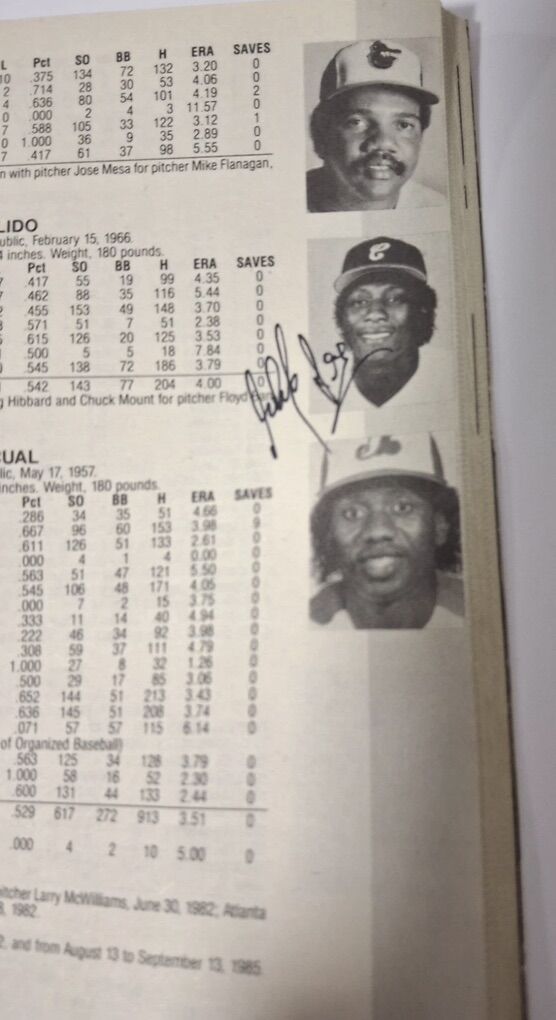 L Pct SO BB H ERA SAVES
10 .375 134 72 132 3.20 0
2 .714 28 30 53 4.06 0
4 .636 80 54 101 4.19 2
0 .000 2 4 3 11.57 0
7 .588 105 33 122 3.12 1
0 1.000 36 9 35 2.89 0
7 .417 61 37 98 5.55 0
n with pitcher Jose Mesa for pitcher Mike Flanagan,
LIDO
ublic, February 15, 1966.
4 inches. Weight, 180 pounds.
Pct SO BB H ERA SAVES
.417 55 19 99 4.35 0
.462 88 35 116 5.44 0
.455 153 49 148 3.70 0
.571 51 7 51 2.38 0
.615 126 20 125 3.53 0
.500 5 5 18 7.84 0
.545 138 72 186 3.79 0
.542 143 77 204 4.00 0
g Hibbard and Chuck Mount for pitcher Floyd
CUAL
lic, May 17, 1957.
inches. Weight, 180 pounds.
Pct SO BB H ERA SAVES
.286 34 35 51 4.66 0
.667 96 60 153 3.98 9
.611 126 51 133 2.61 0
.000 4 1 4 0.00 0
.563 51 47 121 5.50 0
.545 106 48 171 4.05 0
.000 7 2 15 3.75 0
.333 11 14 40 4.94 0
.222 46 34 92 3.98 0
.308 59 37 111 4.79 0
1.000 27 8 32 1.26 0
.500 29 17 85 3.06 0
.652 144 51 213 3.43 0
.636 145 51 208 3.74 0
.071 57 57 115 6.14 0
of Organized Baseball)
.563 125 34 128 3.79 0
1.000 58 16 52 2.30 0
.600 131 44 133 2.44 0
.529 617 272 913 3.51 0
.000 4 2 10 5.00 0
pitcher Larry McWilliams, June 30, 1982; Atlanta
8, 1982.
2, and from August 13 to September 13, 1985.